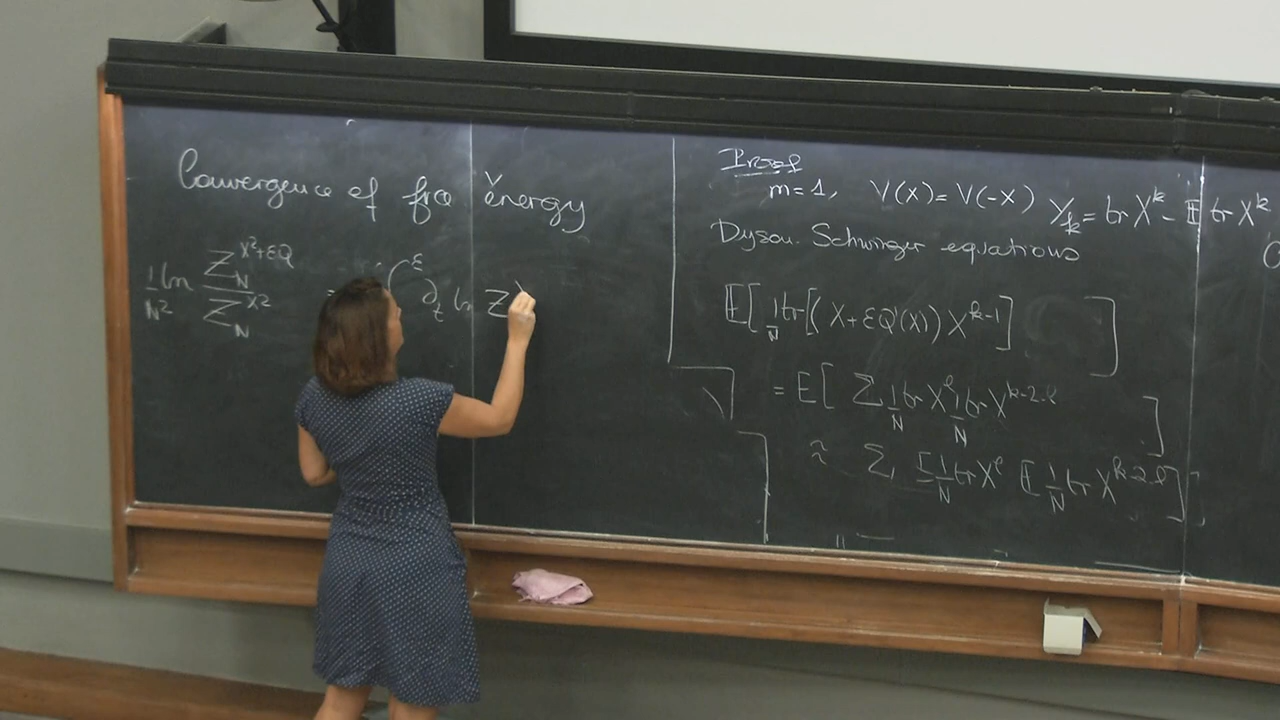 Convergence of free energy
1/N² ln Z_N^{X²+εQ} / Z_N^{X²} = ∫^ε ∂_t ln Z
Proof
m=1, V(x)=V(-x) Y_k = tr X^k - E tr X^k
Dyson-Schwinger equations
E[ 1/N tr[(X+εQ'(X)) X^{k-1}] ]
= E[ Σ 1/N tr X^ℓ 1/N tr X^{k-2-ℓ} ]
≈ Σ E 1/N tr X^ℓ E[ 1/N tr X^{k-2-ℓ} ]